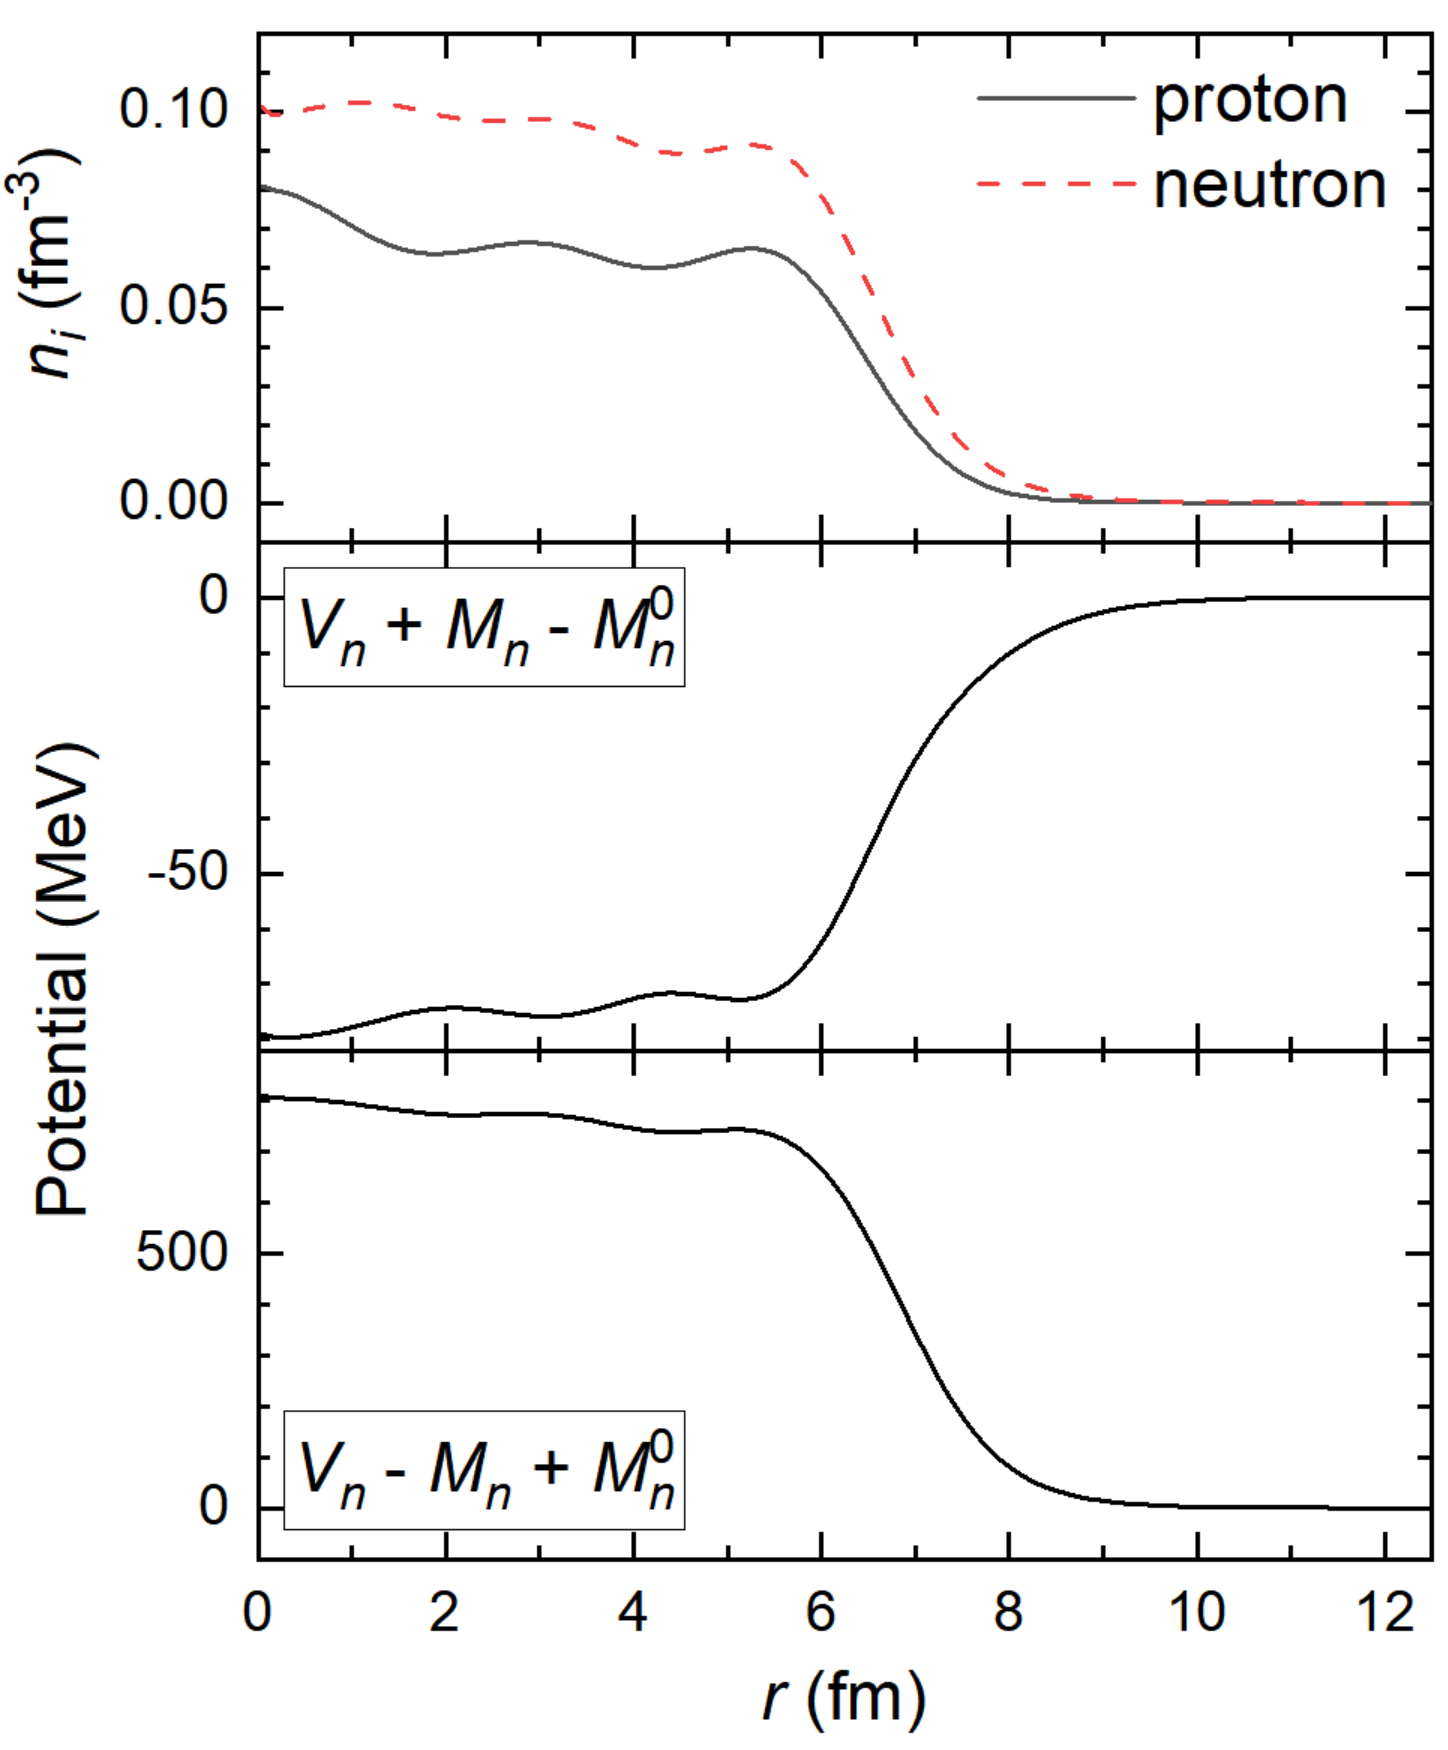 0.10
0.05
0.00
n_i (fm^-3)
proton
neutron
0
-50
V_n + M_n - M_n^0
Potential (MeV)
500
0
V_n - M_n + M_n^0
0 2 4 6 8 10 12
r (fm)